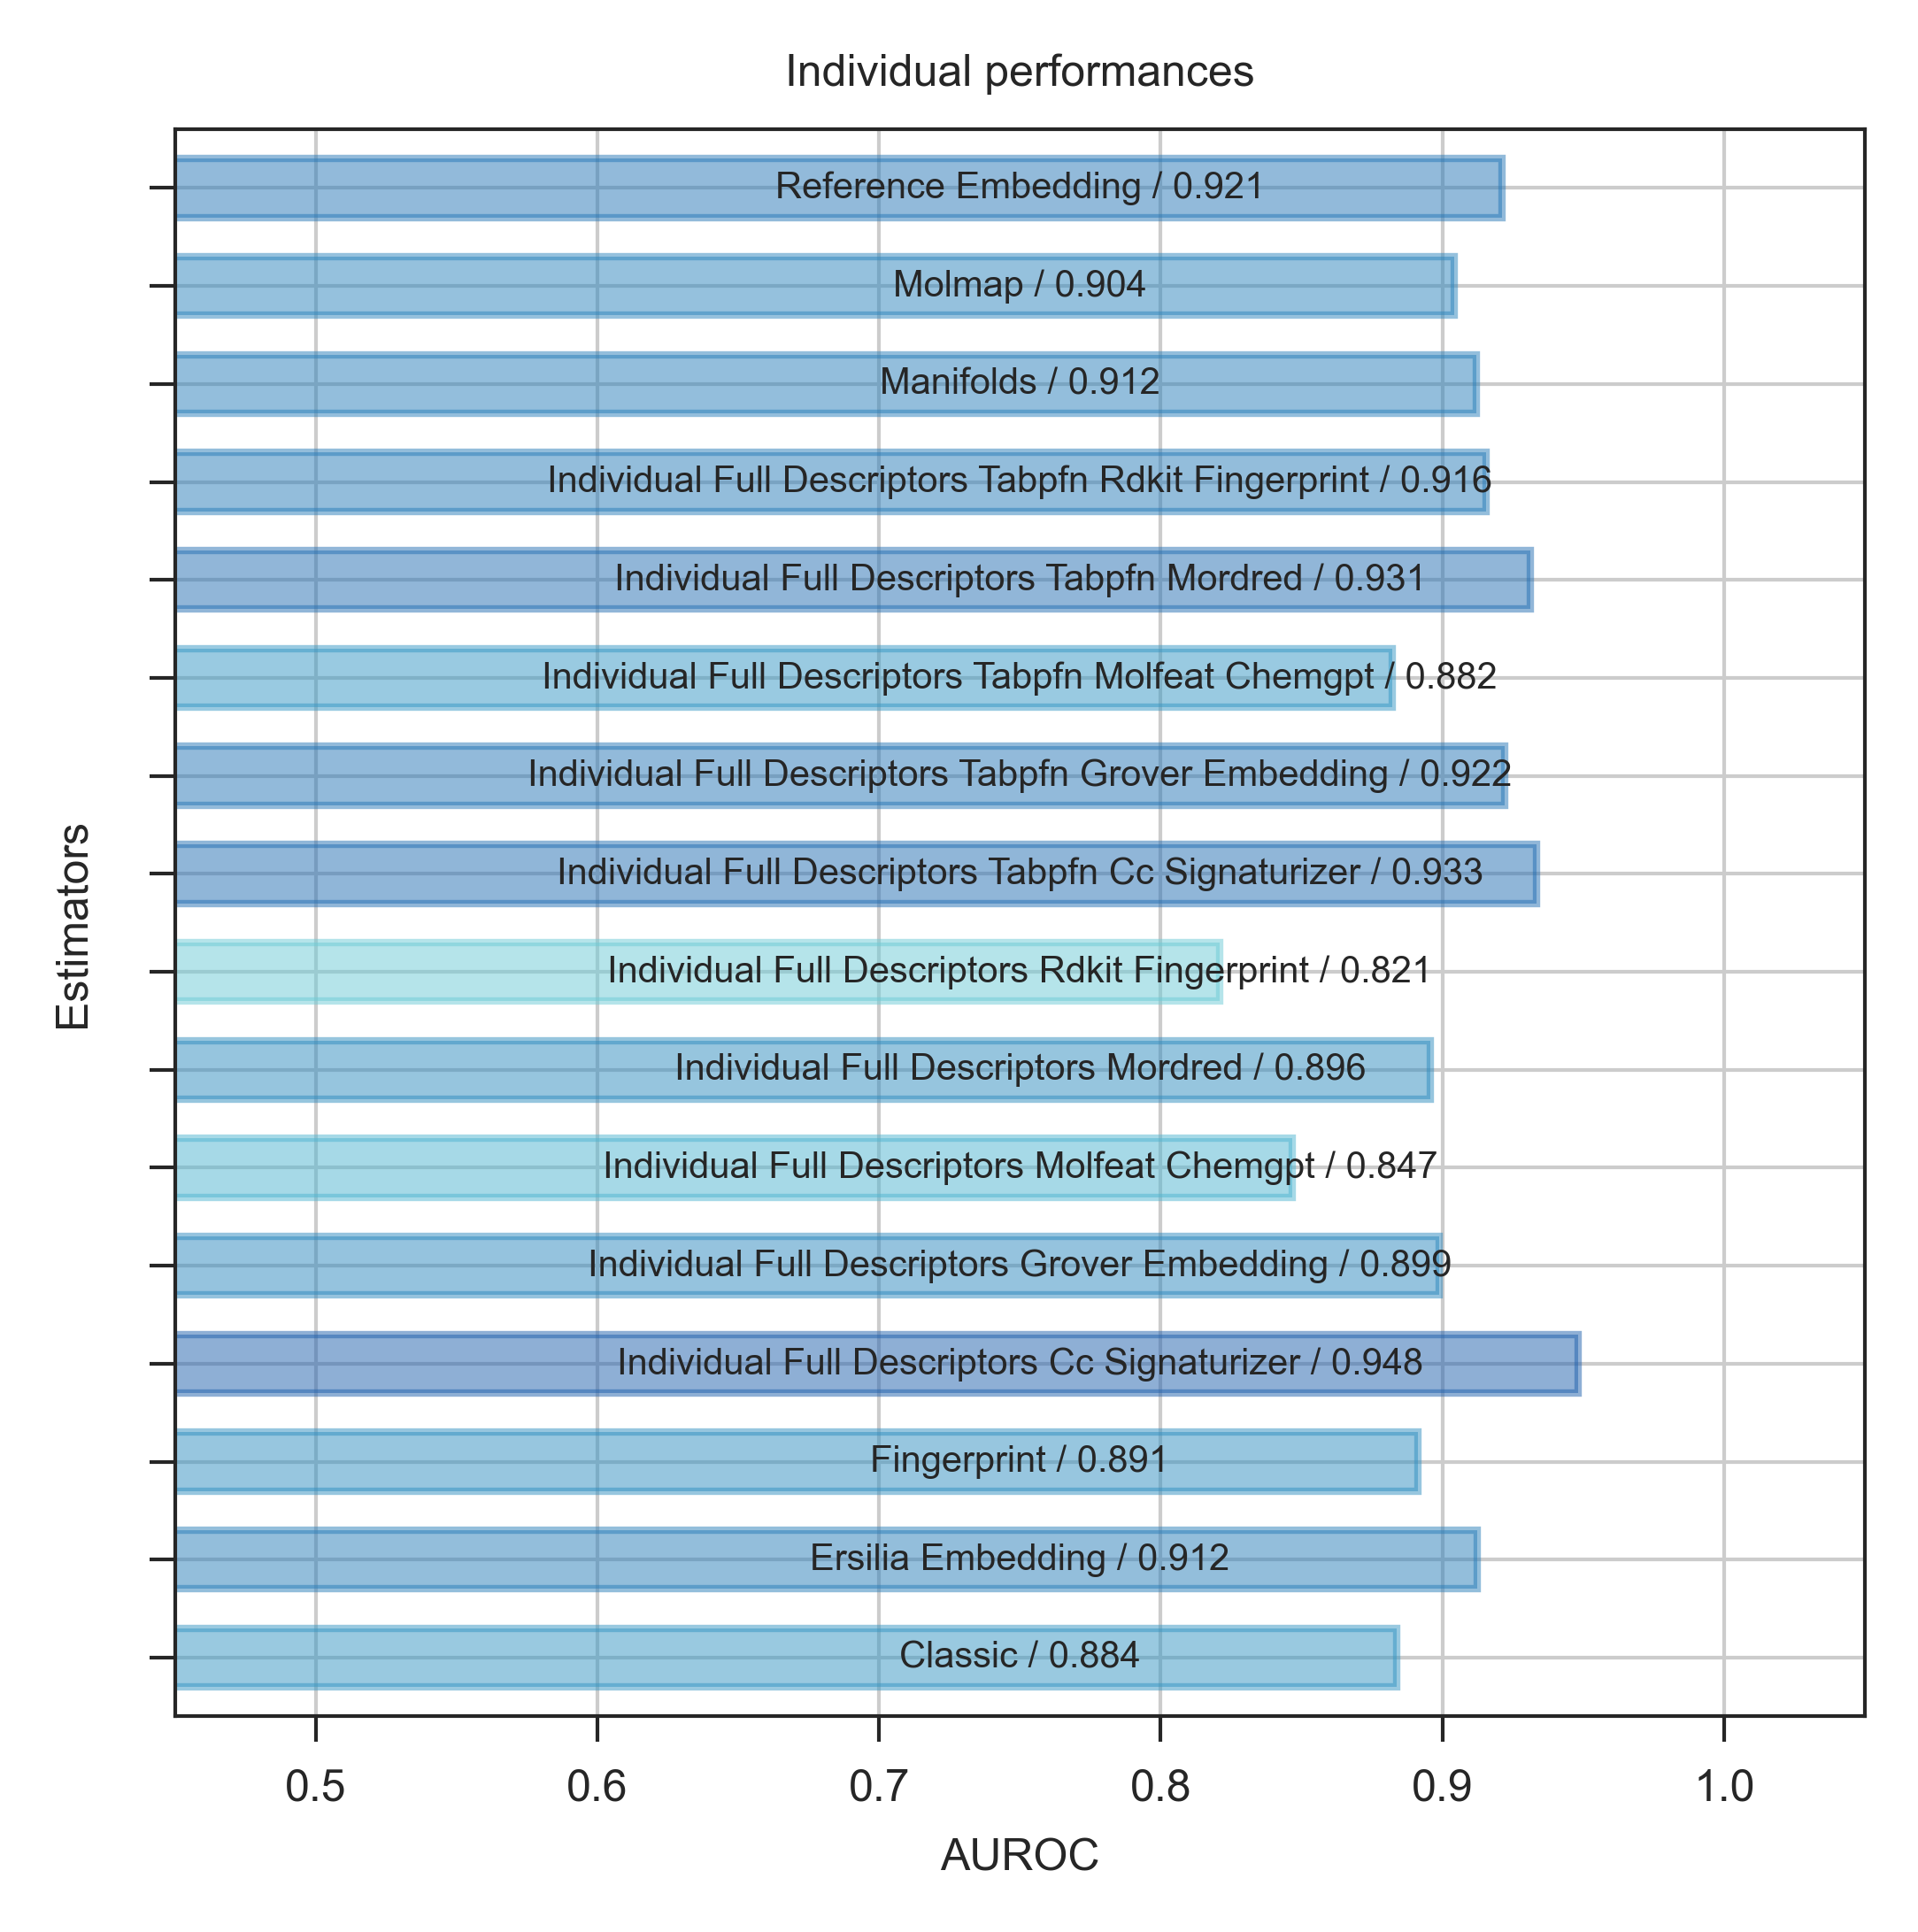 Individual performances
Reference Embedding / 0.921
Molmap / 0.904
Manifolds / 0.912
Individual Full Descriptors Tabpfn Rdkit Fingerprint / 0.916
Individual Full Descriptors Tabpfn Mordred / 0.931
Individual Full Descriptors Tabpfn Molfeat Chemgpt / 0.882
Individual Full Descriptors Tabpfn Grover Embedding / 0.922
Individual Full Descriptors Tabpfn Cc Signaturizer / 0.933
Individual Full Descriptors Rdkit Fingerprint / 0.821
Individual Full Descriptors Mordred / 0.896
Individual Full Descriptors Molfeat Chemgpt / 0.847
Individual Full Descriptors Grover Embedding / 0.899
Individual Full Descriptors Cc Signaturizer / 0.948
Fingerprint / 0.891
Ersilia Embedding / 0.912
Classic / 0.884
Estimators
0.5 0.6 0.7 0.8 0.9 1.0
AUROC